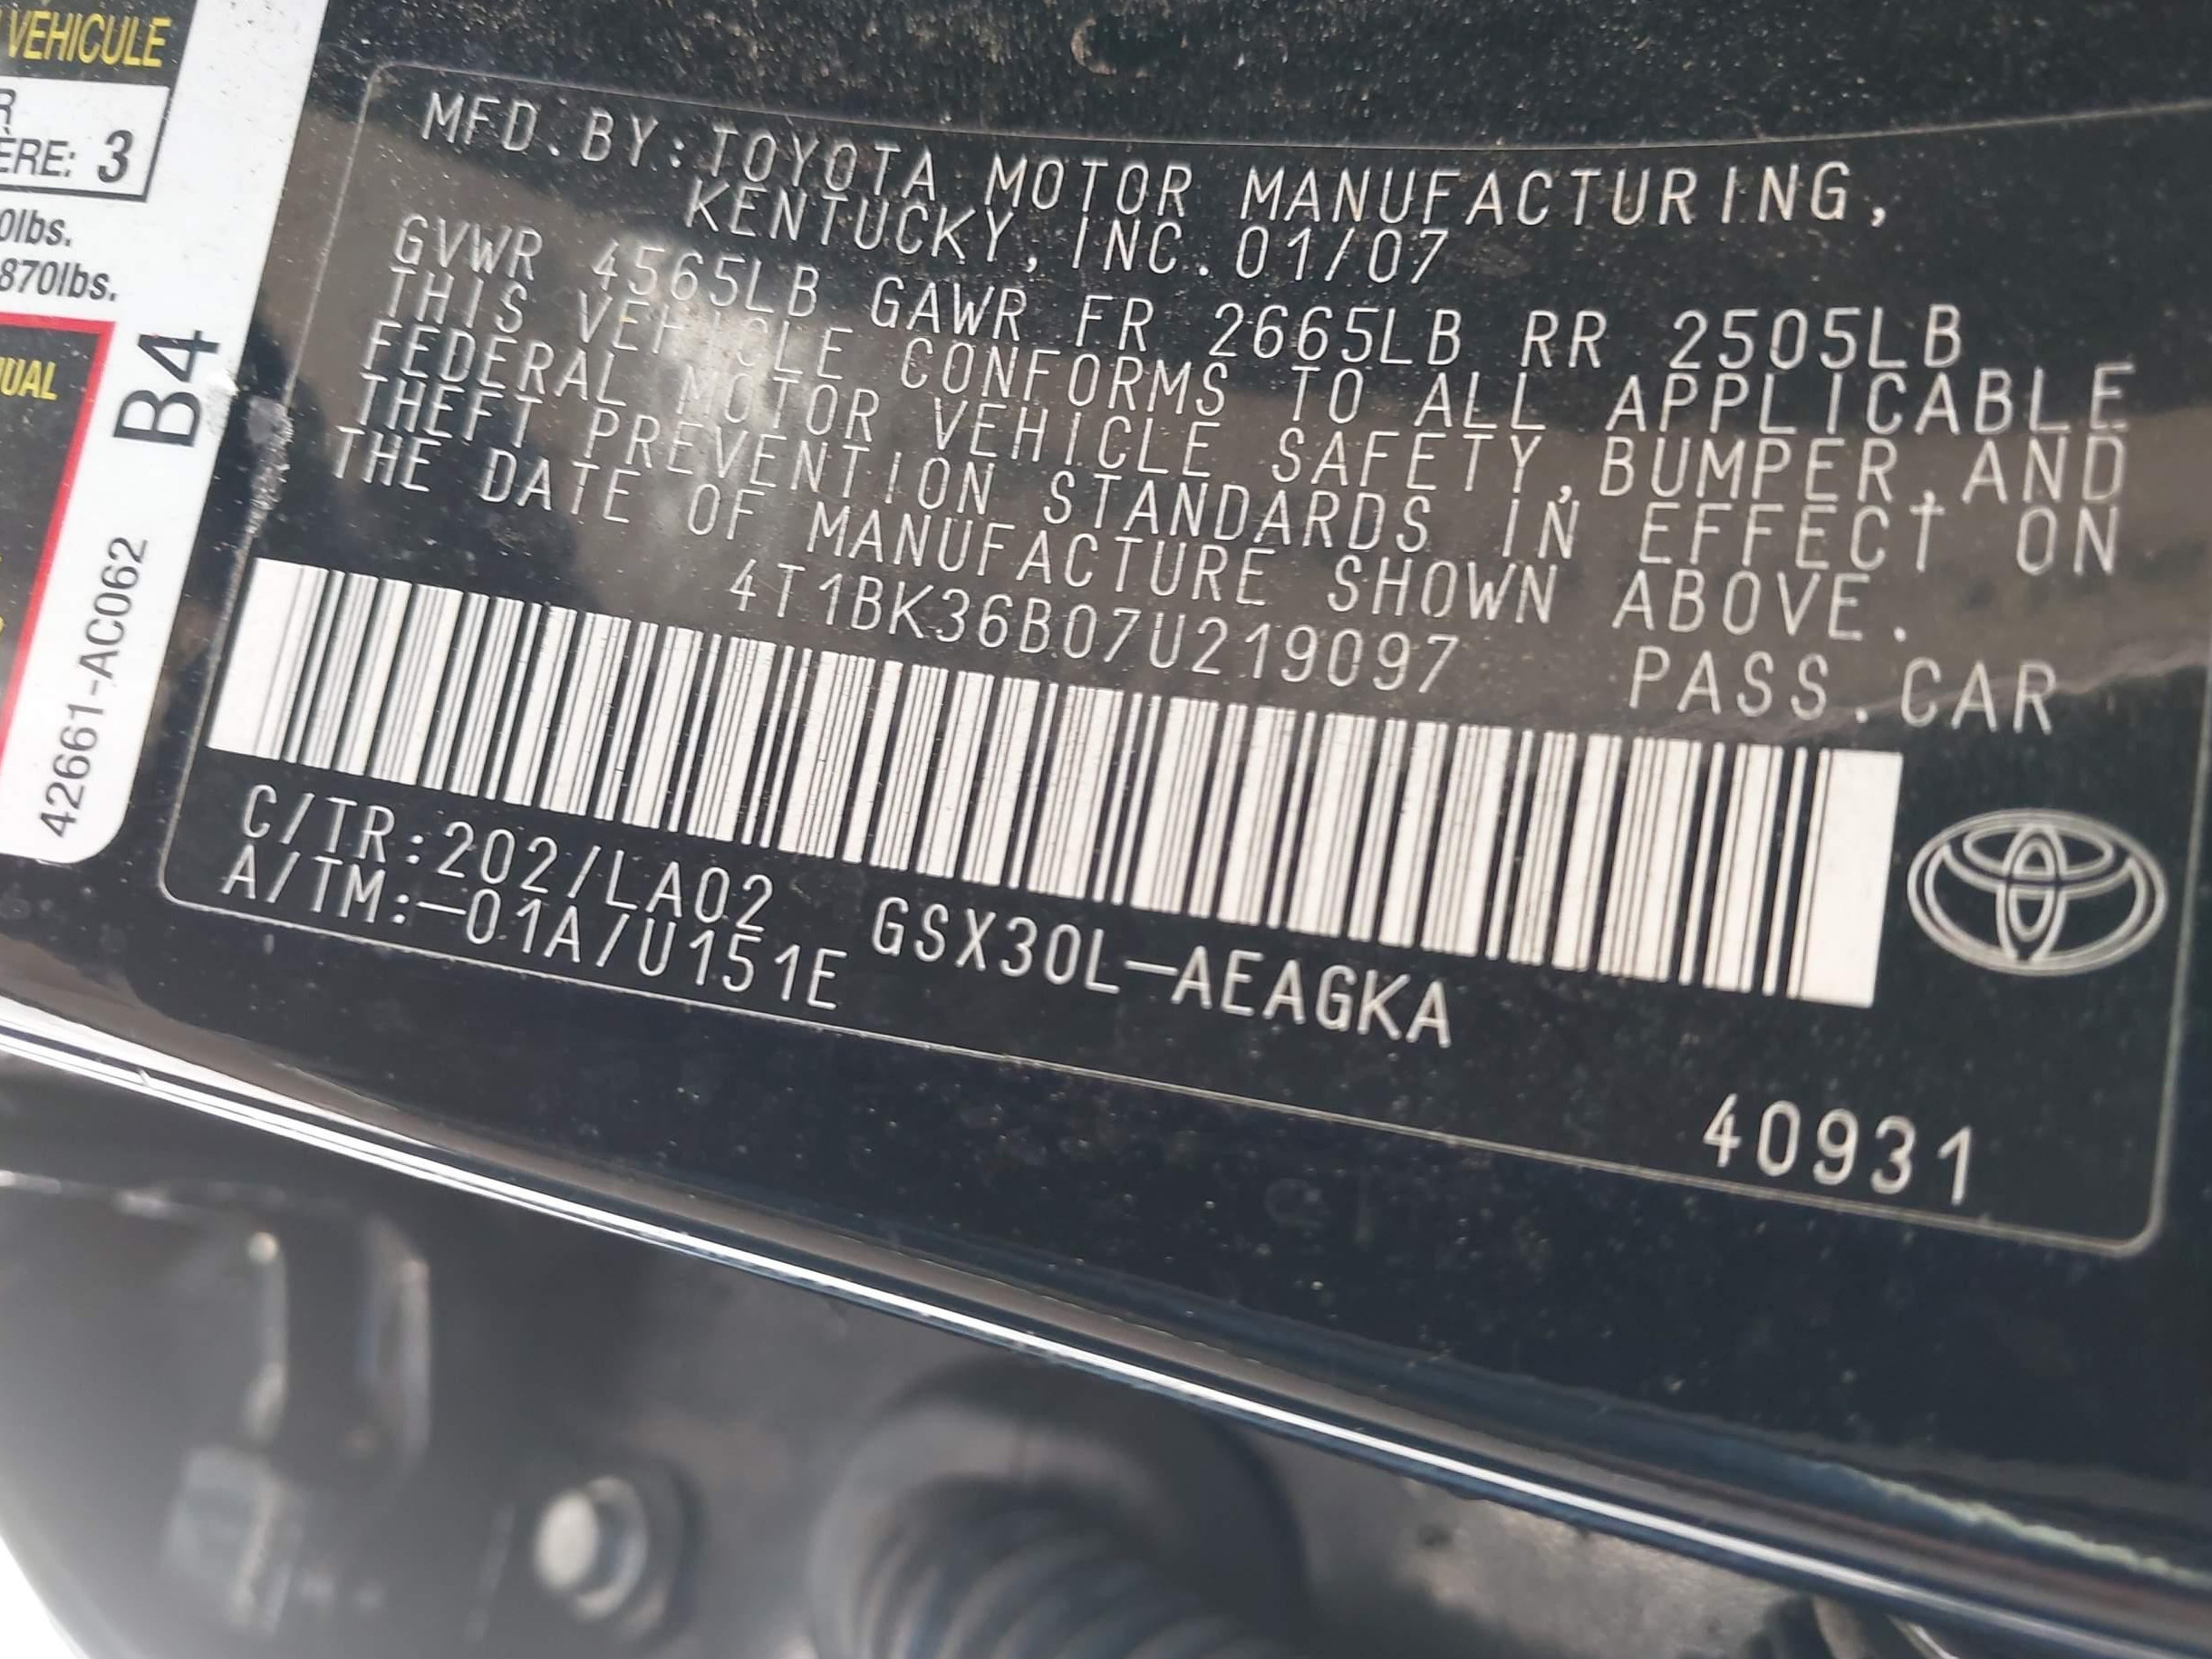 VÉHICULE
R
ÈRE: 3
0lbs.
870lbs.
B4
42661-AC062
MFD.BY:TOYOTA MOTOR MANUFACTURING,
KENTUCKY, INC. 01/07
GVWR 4565LB GAWR FR 2665LB RR 2505LB
THIS VEHICLE CONFORMS TO ALL APPLICABLE
FEDERAL MOTOR VEHICLE SAFETY,BUMPER,AND
THEFT PREVENTION STANDARDS IN EFFECT ON
THE DATE OF MANUFACTURE SHOWN ABOVE.
4T1BK36B07U219097 PASS.CAR
C/TR:202/LA02 GSX30L-AEAGKA
A/TM:-01A/U151E
40931